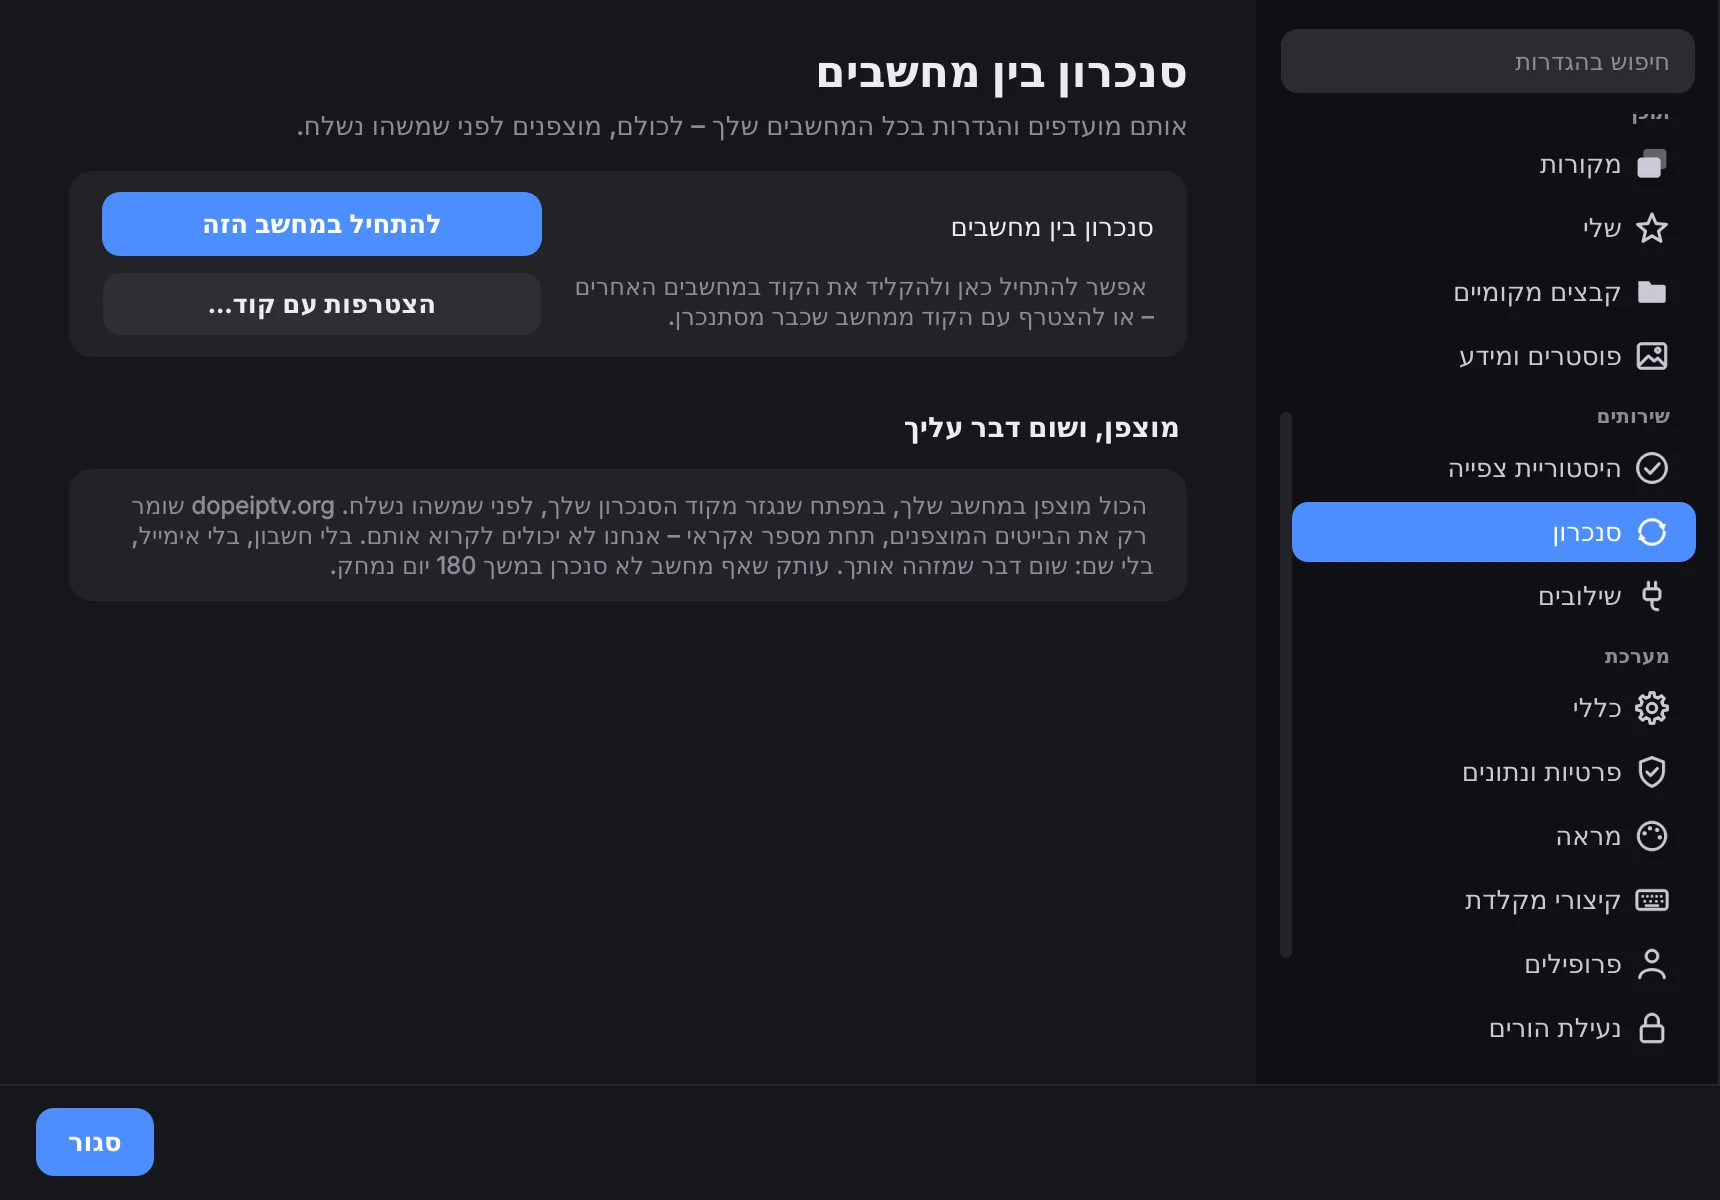 חיפוש בהגדרות
מקורות
שלי
קבצים מקומיים
פוסטרים ומידע
שירותים
היסטוריית צפייה
סנכרון
שילובים
מערכת
כללי
פרטיות ונתונים
מראה
קיצורי מקלדת
פרופילים
נעילת הורים
סנכרון בין מחשבים
אותם מועדפים והגדרות בכל המחשבים שלך – לכולם, מוצפנים לפני שמשהו נשלח.
סנכרון בין מחשבים
אפשר להתחיל כאן ולהקליד את הקוד במחשבים האחרים
– או להצטרף עם הקוד ממחשב שכבר מסתנכרן.
להתחיל במחשב הזה
הצטרפות עם קוד...
מוצפן, ושום דבר עליך
הכול מוצפן במחשב שלך, במפתח שנגזר מקוד הסנכרון שלך, לפני שמשהו נשלח. dopeiptv.org שומר
רק את הבייטים המוצפנים, תחת מספר אקראי – אנחנו לא יכולים לקרוא אותם. בלי חשבון, בלי אימייל,
בלי שם: שום דבר שמזהה אותך. עותק שאף מחשב לא סנכרן במשך 180 יום נמחק.
סגור